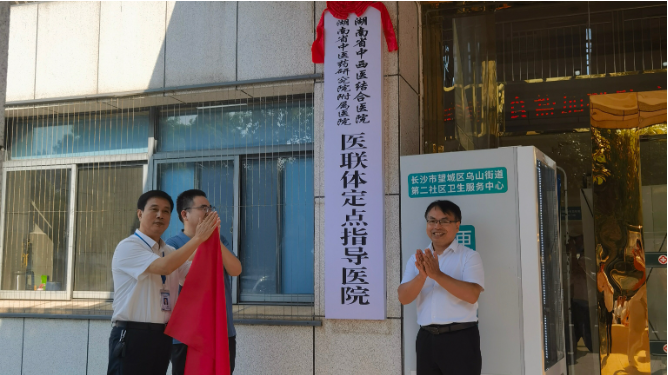 湖南省中西医结合医院
湖南省中医药研究院附属医院
医联体定点指导医院
长沙市望城区乌山街道
第二社区卫生服务中心